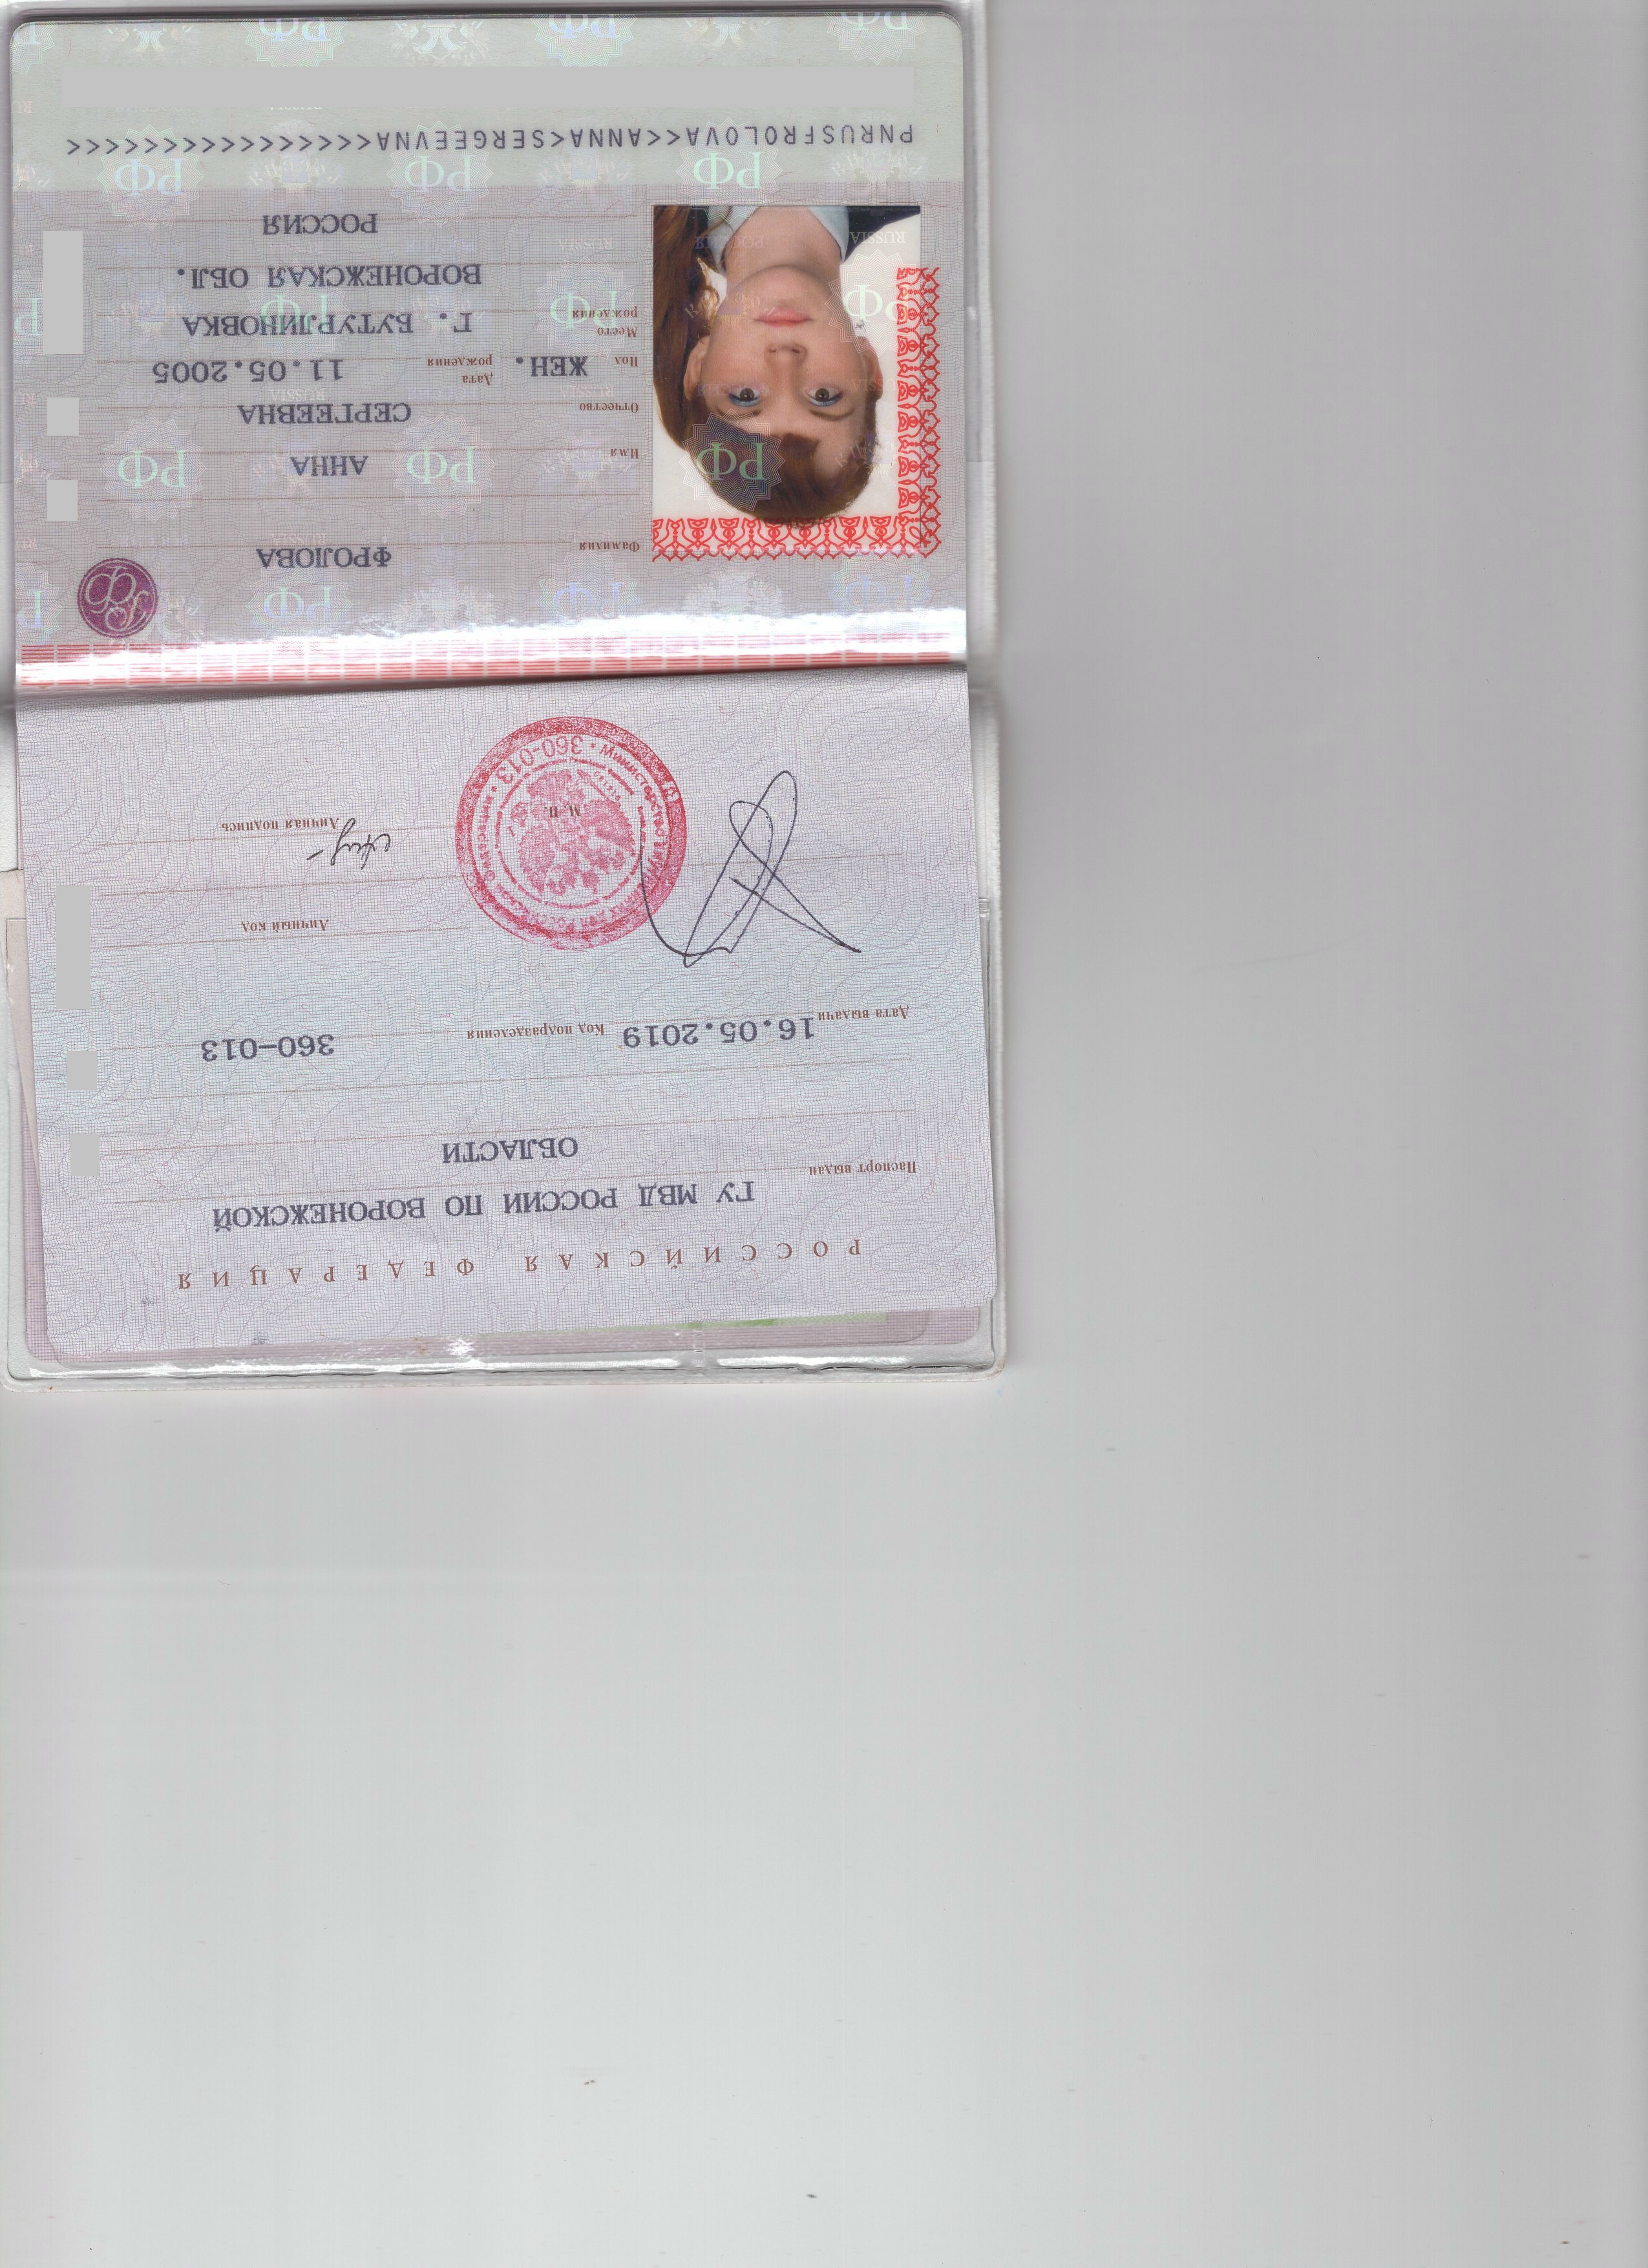 РОССИЙСКАЯ ФЕДЕРАЦИЯ
Паспорт выдан
ГУ МВД РОССИИ ПО ВОРОНЕЖСКОЙ
ОБЛАСТИ
Дата выдачи 16.05.2019 Код подразделения 360-013
Личный код
Личная подпись
М.П.
360-013
Фамилия ФРОЛОВА
Имя АННА
Отчество СЕРГЕЕВНА
Пол ЖЕН. Дата рождения 11.05.2005
Место рождения Г. БУТУРЛИНОВКА
ВОРОНЕЖСКАЯ ОБЛ.
РОССИЯ
PNRUSFROLOVA<<ANNA<SERGEEVNA<<<<<<<<<<<<<<<<